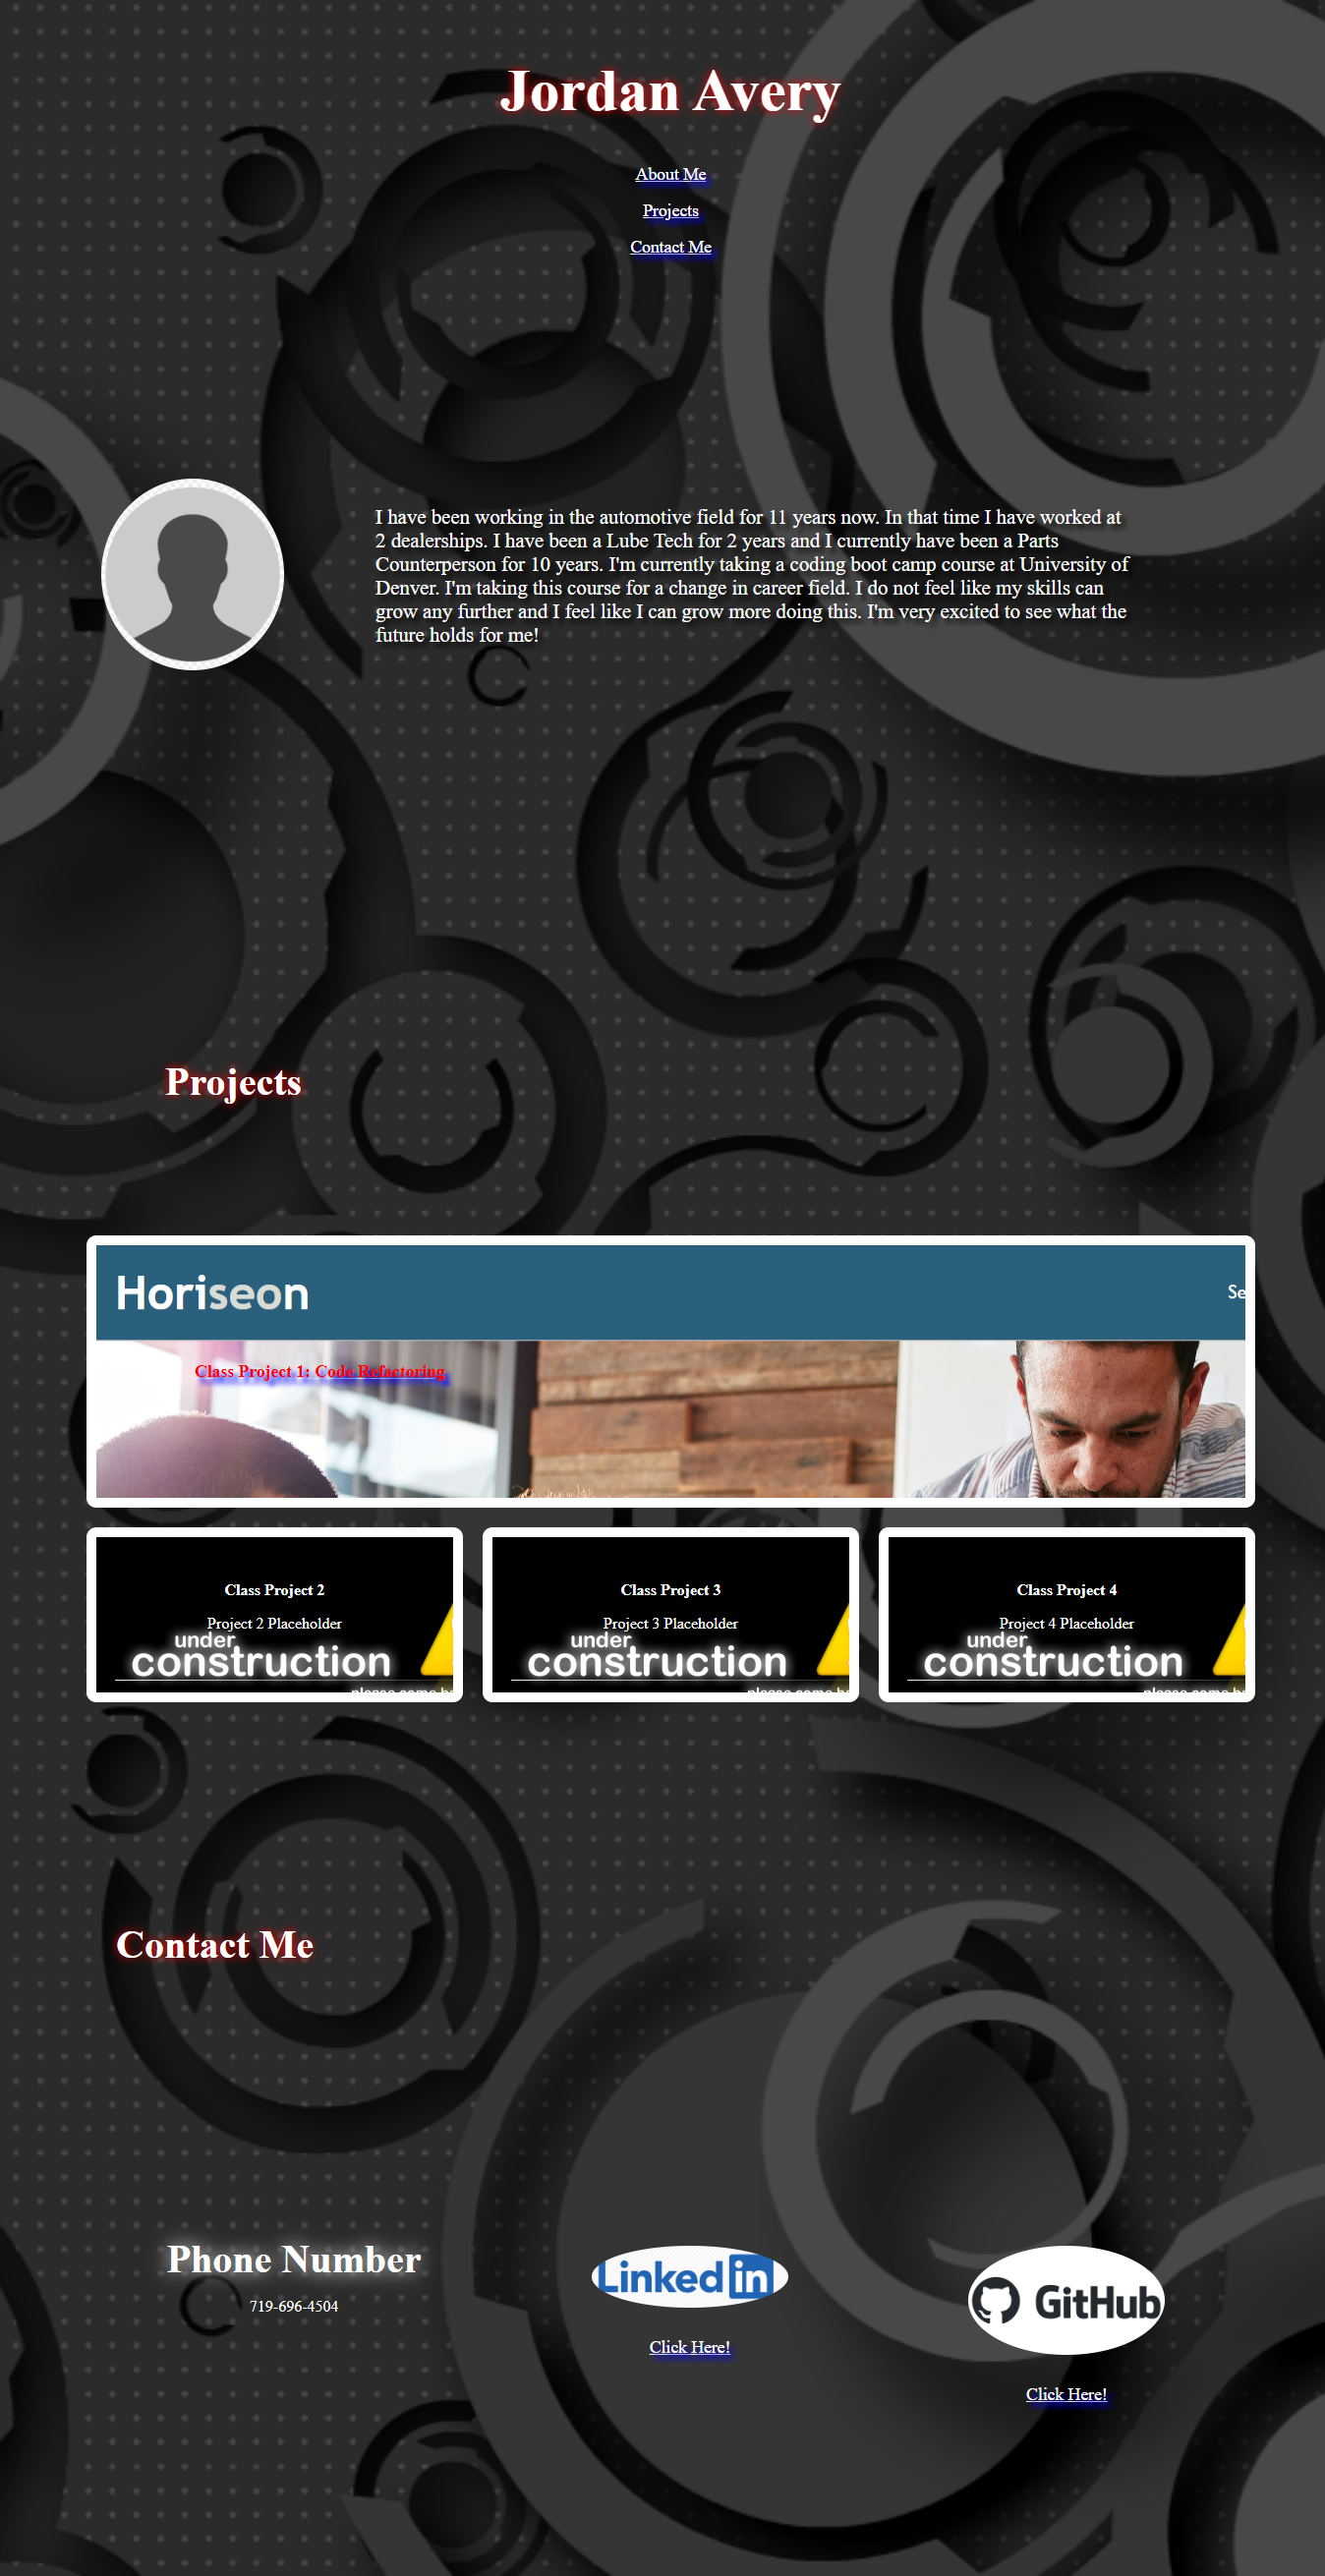 Jordan Avery
About Me
Projects
Contact Me
I have been working in the automotive field for 11 years now. In that time I have worked at
2 dealerships. I have been a Lube Tech for 2 years and I currently have been a Parts
Counterperson for 10 years. I'm currently taking a coding boot camp course at University of
Denver. I'm taking this course for a change in career field. I do not feel like my skills can
grow any further and I feel like I can grow more doing this. I'm very excited to see what the
future holds for me!
Projects
Horiseon
Se
Class Project 1: Code Refactoring
Class Project 2
Project 2 Placeholder
under
construction
Class Project 3
Project 3 Placeholder
under
construction
Class Project 4
Project 4 Placeholder
under
construction
Contact Me
Phone Number
719-696-4504
LinkedIn
Click Here!
GitHub
Click Here!